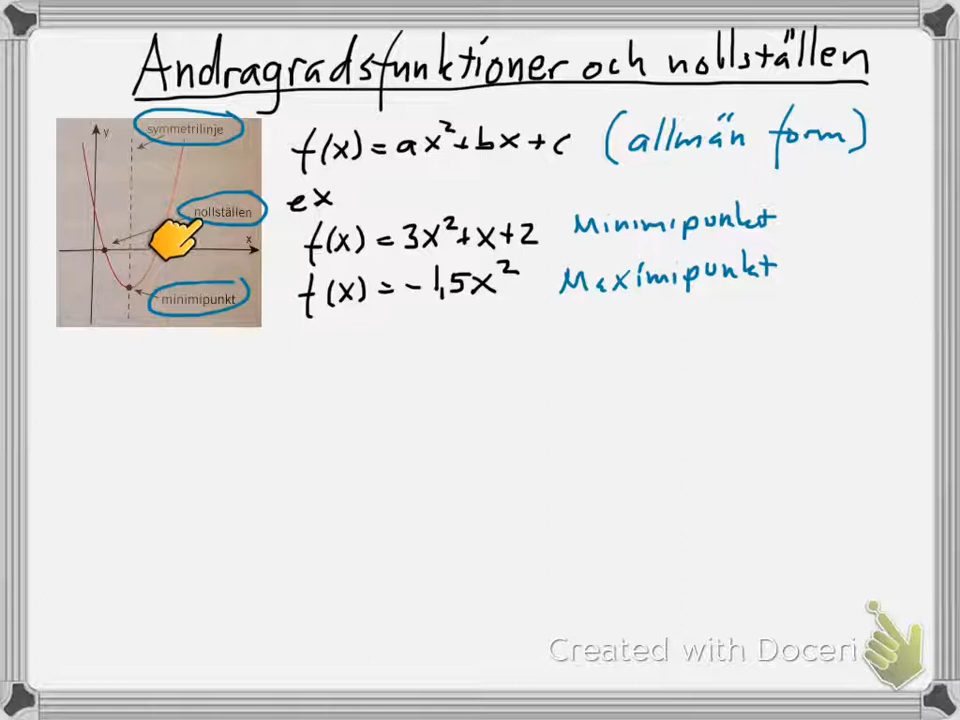 Andragradsfunktioner och nollställen
symmetrilinje
y
nollställen
x
minimipunkt
f(x) = ax²+bx+c (allmän form)
ex
f(x) = 3x²+x+2 Minimipunkt
f(x) = -1,5x² Maximipunkt
Created with Doceri